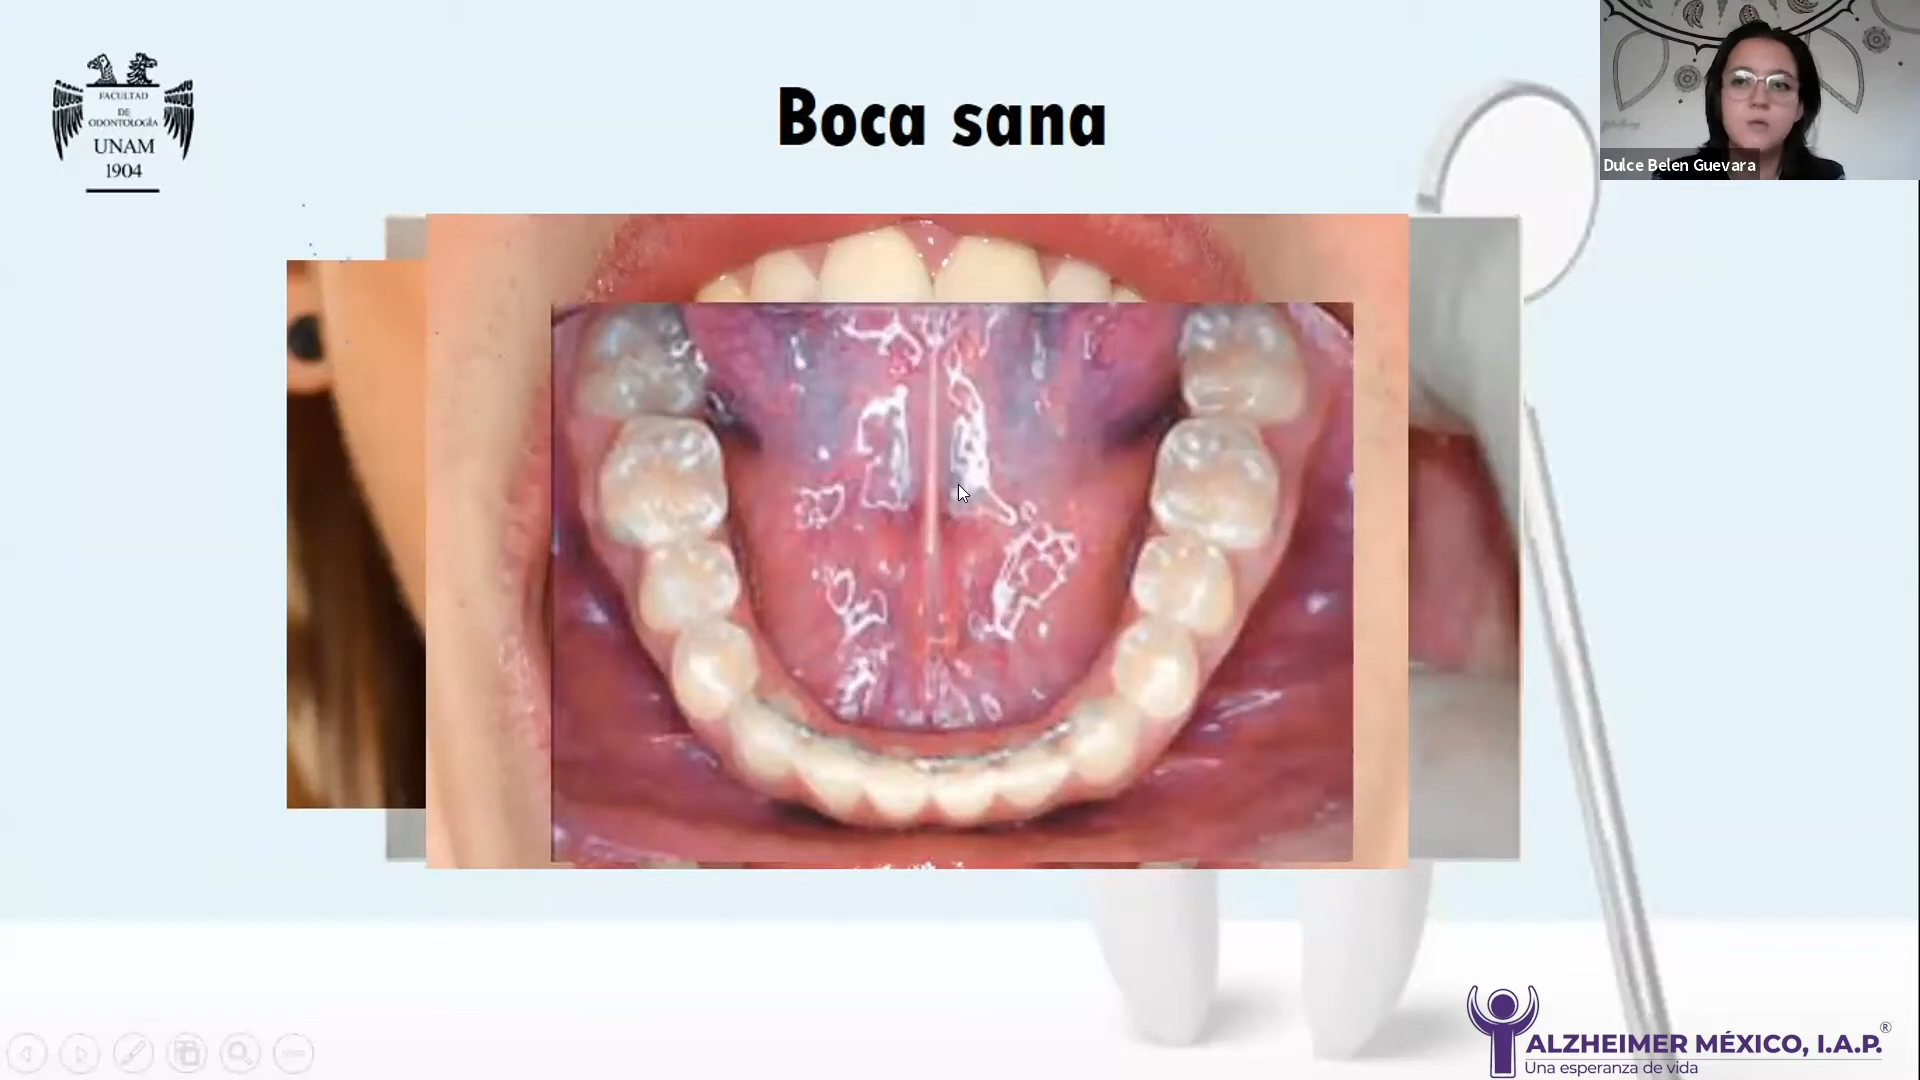 FACULTAD
DE
ODONTOLOGÍA
UNAM
1904
Boca sana
Dulce Belen Guevara
ALZHEIMER MÉXICO, I.A.P.®
Una esperanza de vida